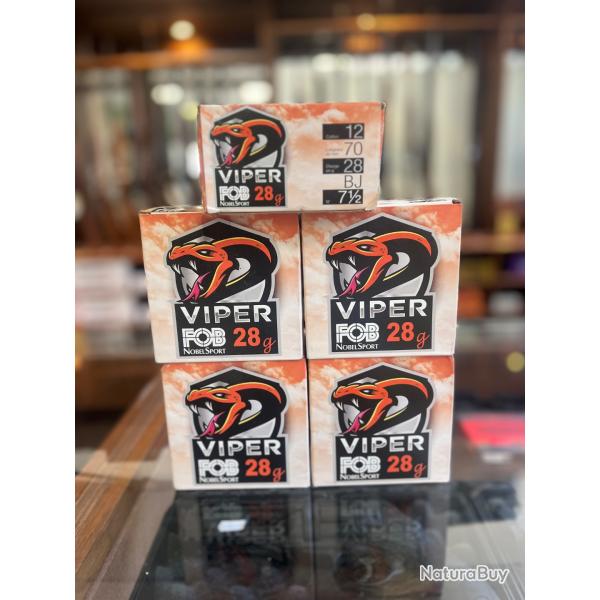 VIPER
FOB 28g
NOBELSPORT
12
70
28
BJ
7½
VIPER
FOB 28g
NOBELSPORT
VIPER
FOB 28g
NOBELSPORT
VIPER
FOB 28g
NOBELSPORT
VIPER
FOB 28g
NOBELSPORT
NaturaBuy